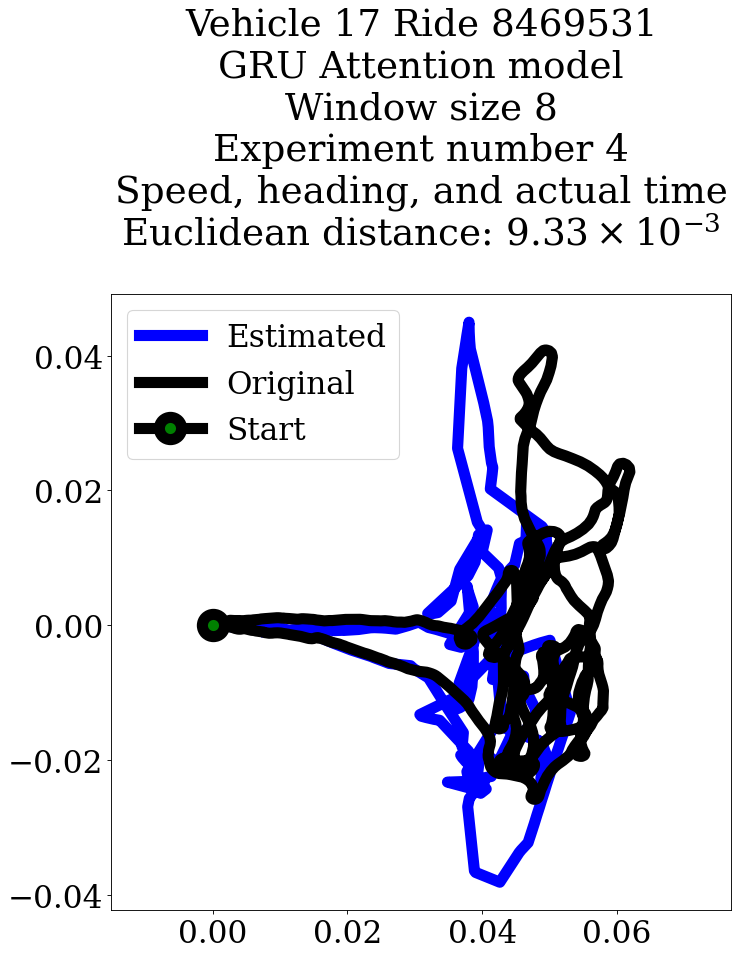 Vehicle 17 Ride 8469531
GRU Attention model
Window size 8
Experiment number 4
Speed, heading, and actual time
Euclidean distance: 9.33 × 10⁻³
Estimated
Original
Start
0.04
0.02
0.00
−0.02
−0.04
0.00 0.02 0.04 0.06